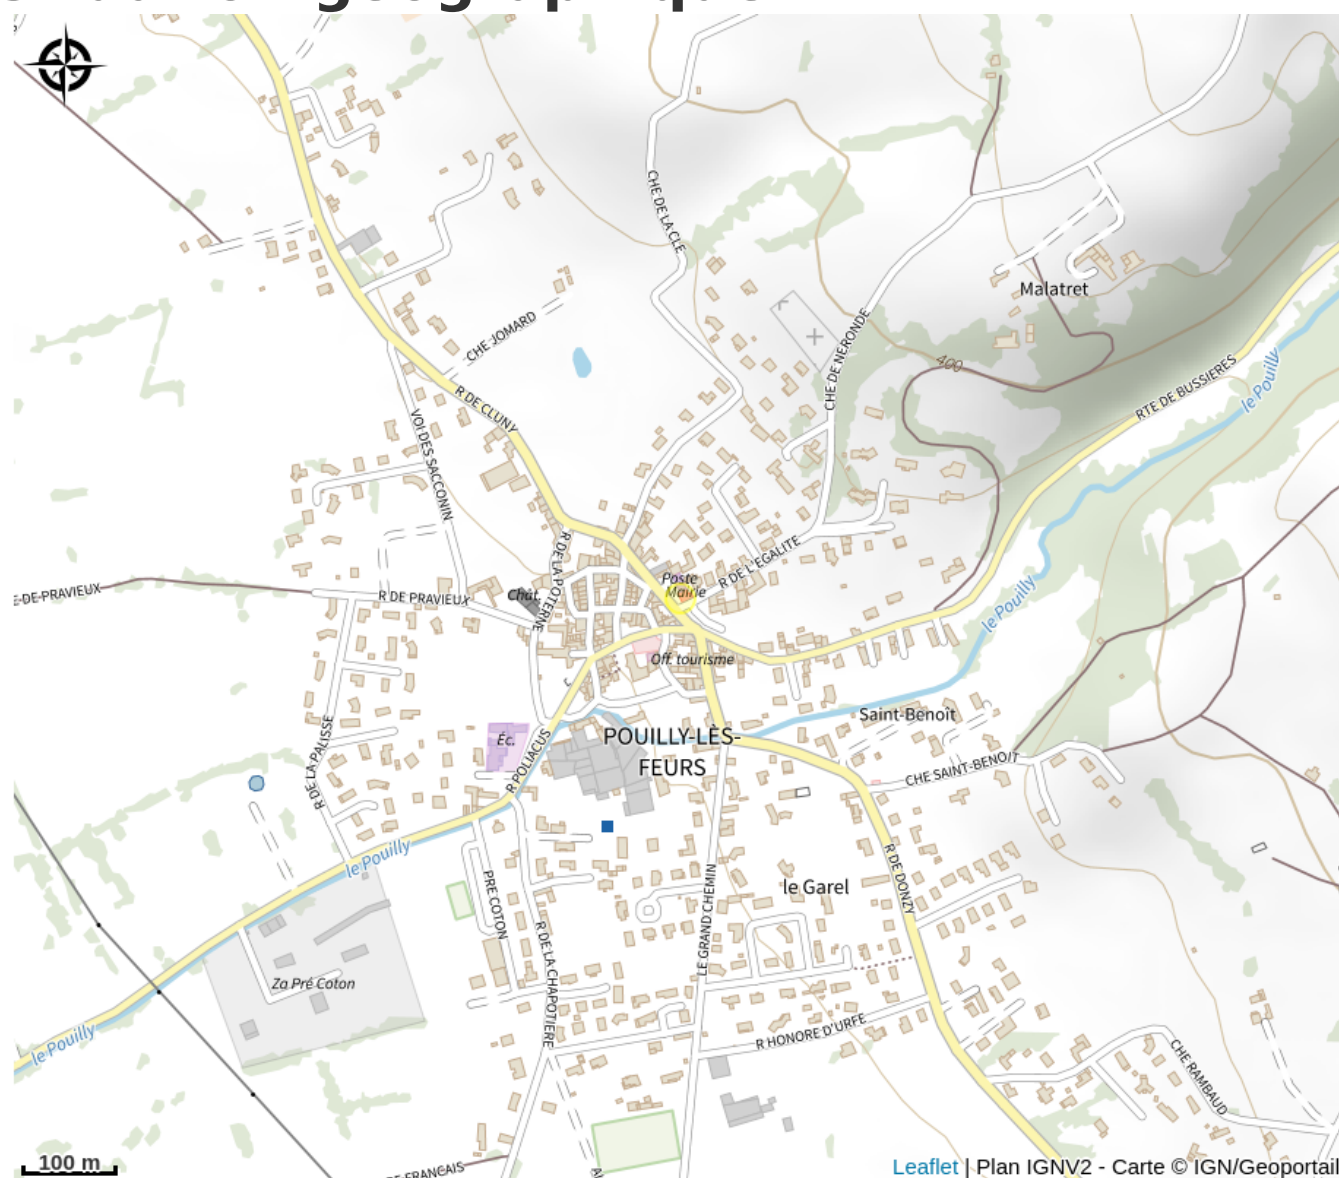 CHE DE LA CLE
Malatret
CHE DE NERONDE
CHE JOMARD
400
RTE DE BUSSIERES
le Pouilly
R DE CLUNY
VOI DES SACCONIN
R DE LA POTERNE
R DE L'EGALITE
Poste
Mairie
Chât.
E-DE-PRAVIEUX
R DE PRAVIEUX
le Pouilly
Off. tourisme
Saint-Benoît
R DE LA PALISSE
Éc.
R POLIACUS
POUILLY-LÈS-
FEURS
CHE SAINT-BENOIT
le Pouilly
R DE DONZY
PRE COTON
le Garel
LE GRAND CHEMIN
R DE LA CHAPOTIERE
Za Pré Coton
R HONORE D'URFE
le Pouilly
CHE RAMBAUD
100 m
FRANCAIS
Leaflet | Plan IGNV2 - Carte © IGN/Geoportail